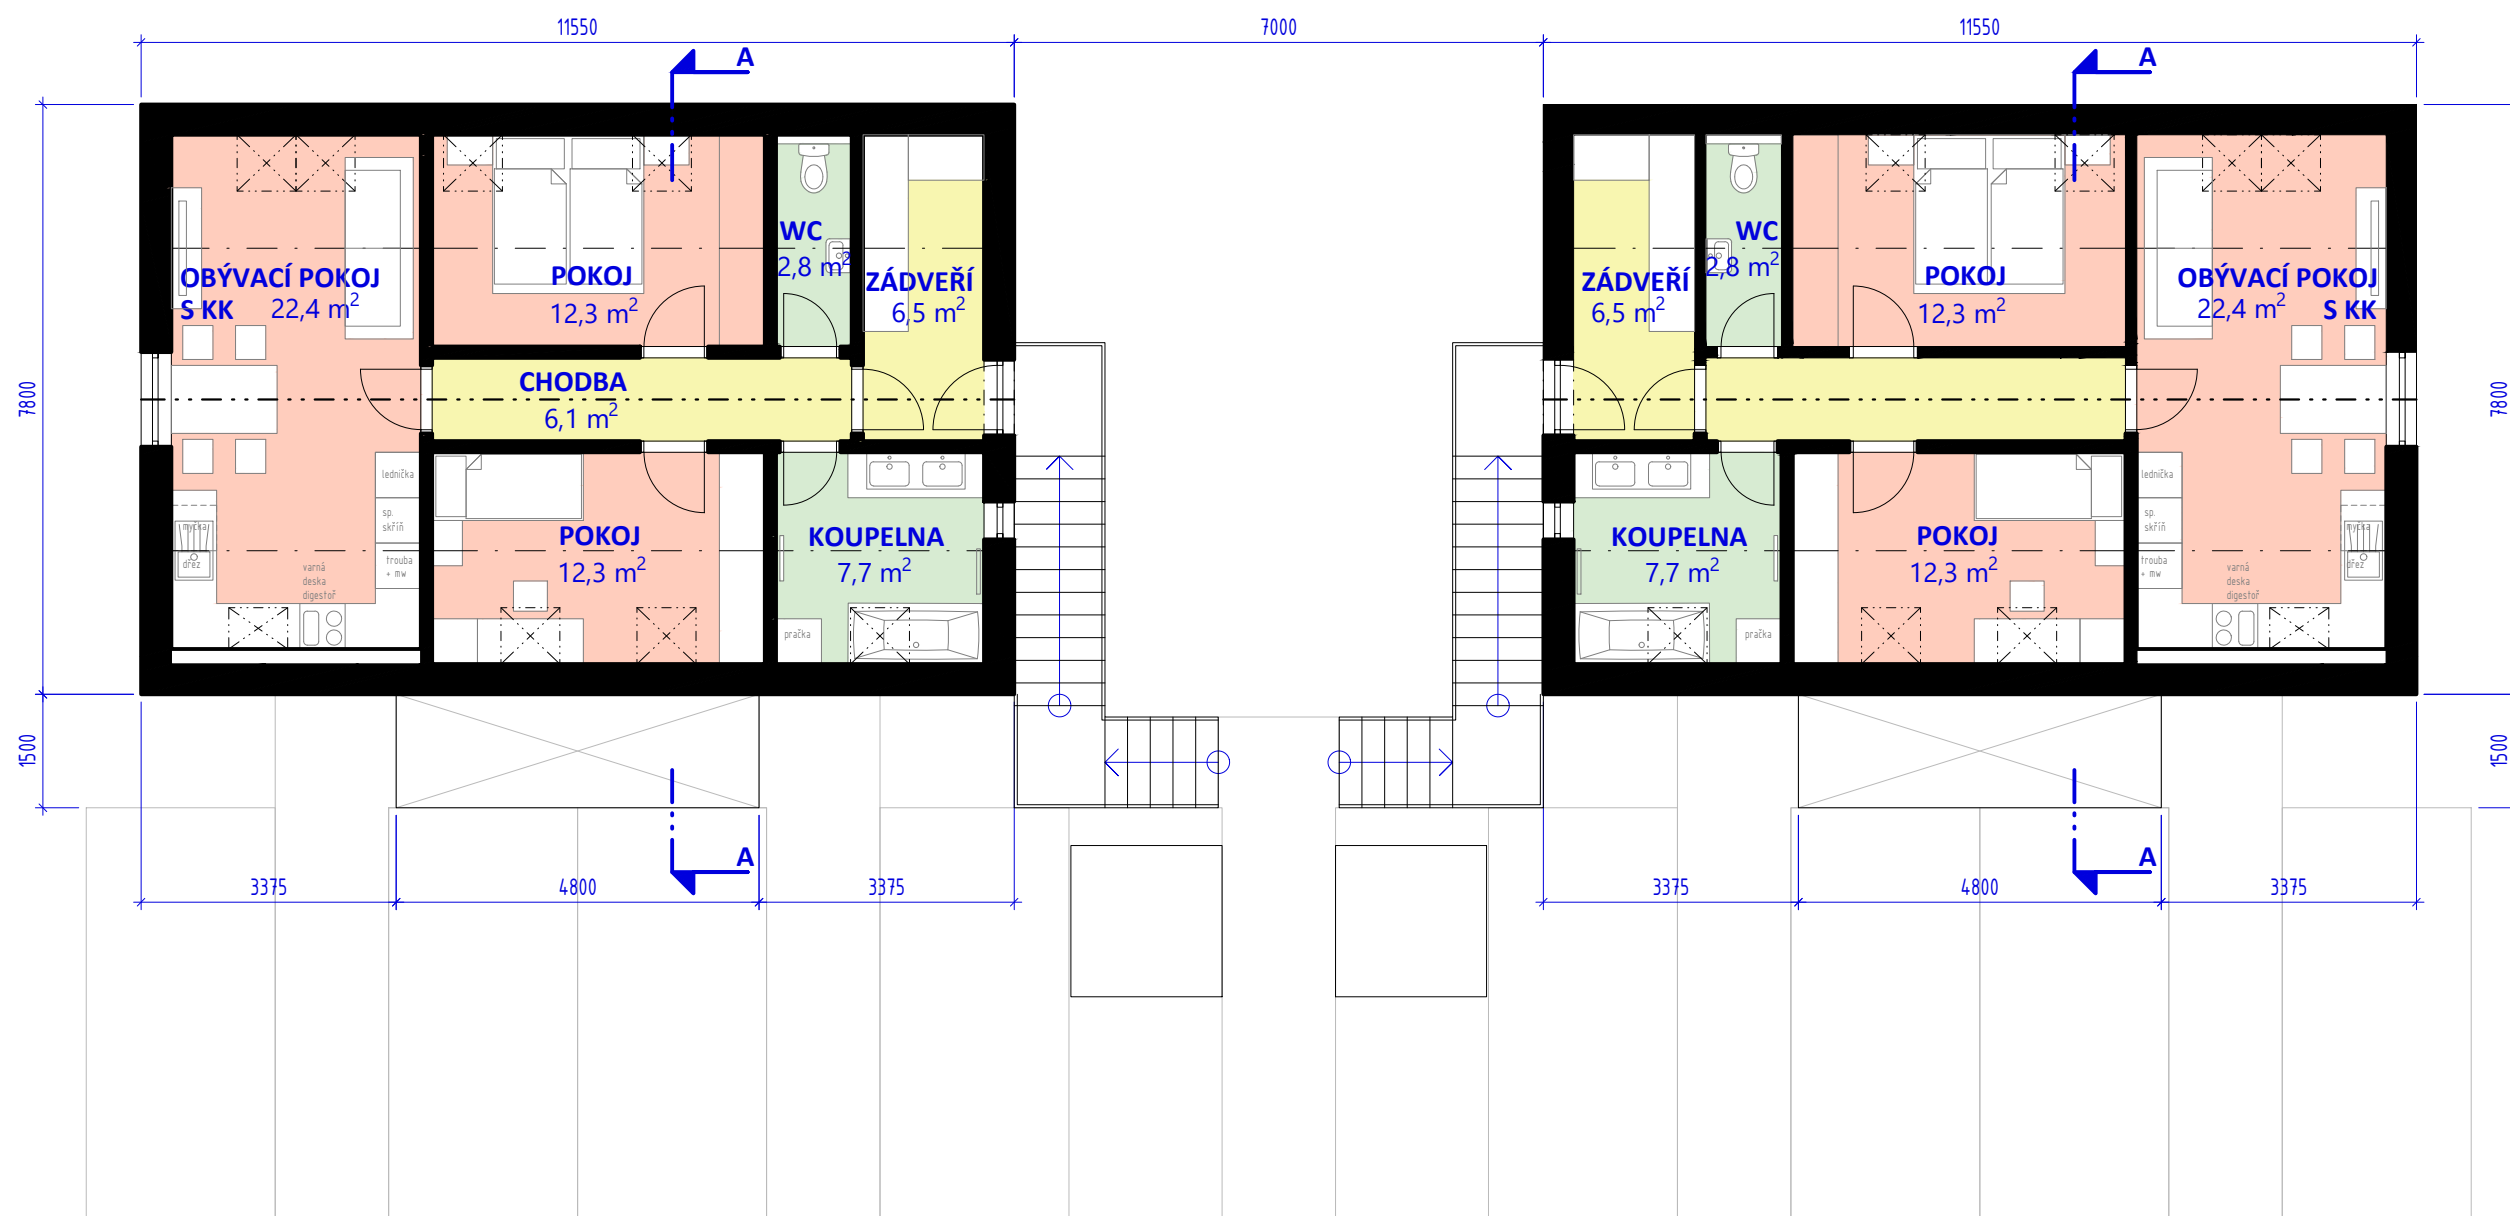 11550
7000
11550
A
A
7800
OBÝVACÍ POKOJ
S KK
22,4 m²
POKOJ
12,3 m²
WC
2,8 m²
ZÁDVEŘÍ
6,5 m²
CHODBA
6,1 m²
lednička
sp.
skříň
trouba
+ mw
myčka
dřez
varná
deska
digestoř
POKOJ
12,3 m²
KOUPELNA
7,7 m²
pračka
ZÁDVEŘÍ
6,5 m²
WC
2,8 m²
POKOJ
12,3 m²
OBÝVACÍ POKOJ
22,4 m²
S KK
7800
KOUPELNA
7,7 m²
pračka
POKOJ
12,3 m²
lednička
sp.
skříň
trouba
+ mw
myčka
dřez
varná
deska
digestoř
1500
1500
A
A
3375
4800
3375
3375
4800
3375